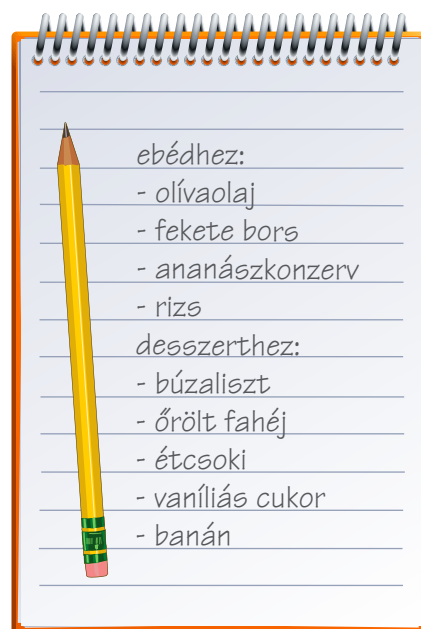 ebédhez:
- olívaolaj
- fekete bors
- ananászkonzerv
- rizs
desszerthez:
- búzaliszt
- őrölt fahéj
- étcsoki
- vaníliás cukor
- banán